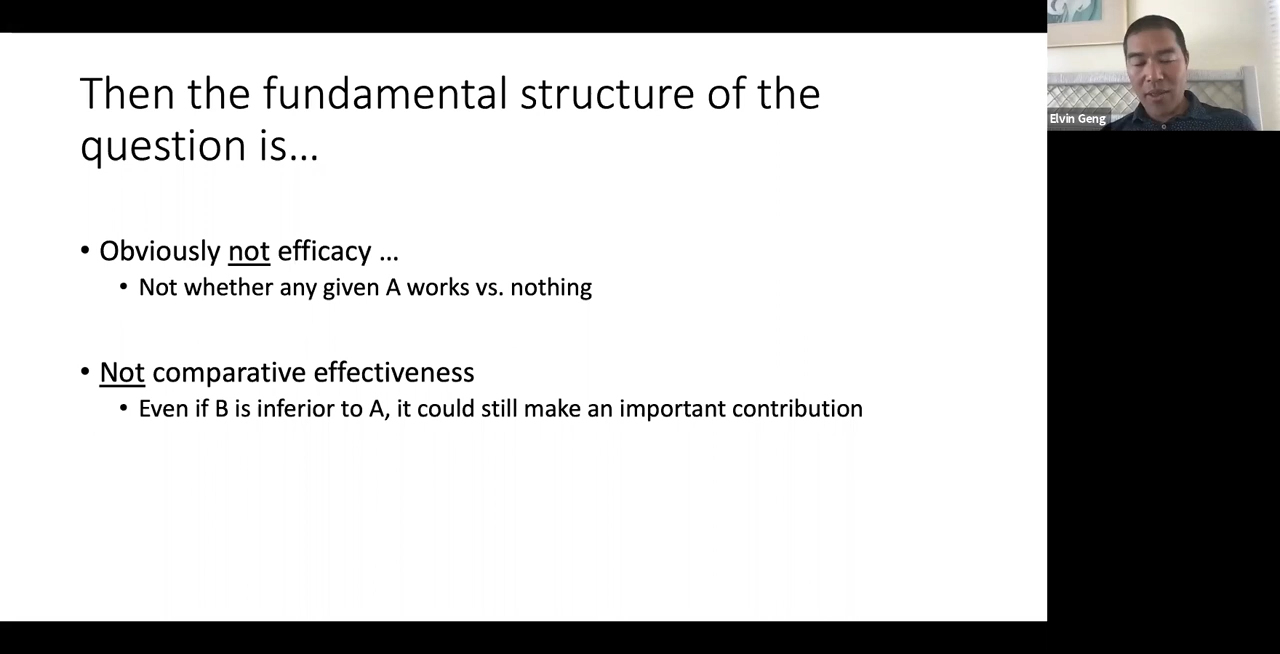 Then the fundamental structure of the
question is...
• Obviously not efficacy ...
• Not whether any given A works vs. nothing
• Not comparative effectiveness
• Even if B is inferior to A, it could still make an important contribution
Elvin Geng